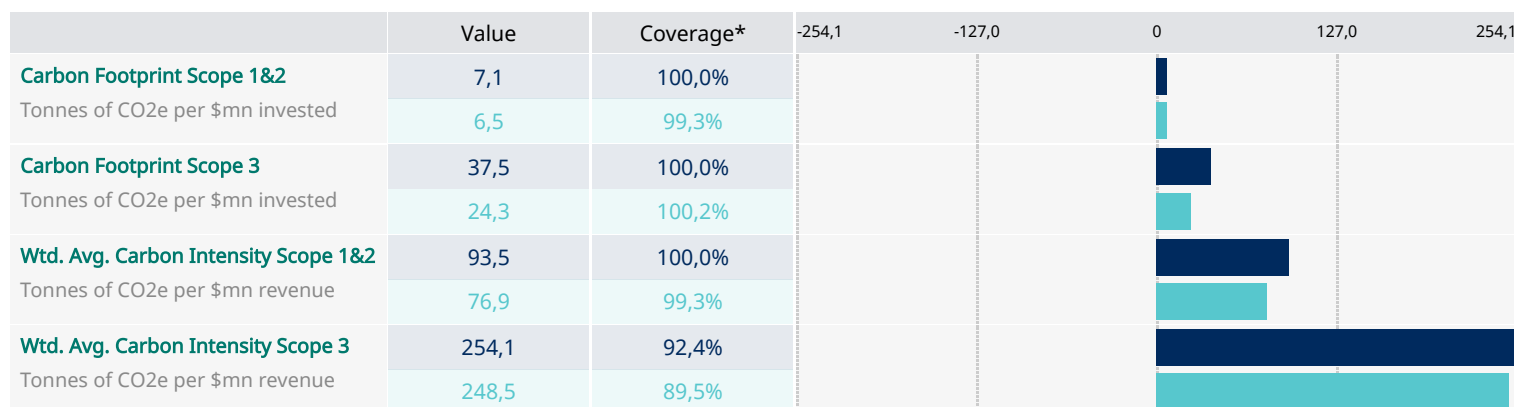 Value Coverage* -254,1 -127,0 0 127,0 254,1
Carbon Footprint Scope 1&2 7,1 100,0%
Tonnes of CO2e per $mn invested 6,5 99,3%
Carbon Footprint Scope 3 37,5 100,0%
Tonnes of CO2e per $mn invested 24,3 100,2%
Wtd. Avg. Carbon Intensity Scope 1&2 93,5 100,0%
Tonnes of CO2e per $mn revenue 76,9 99,3%
Wtd. Avg. Carbon Intensity Scope 3 254,1 92,4%
Tonnes of CO2e per $mn revenue 248,5 89,5%